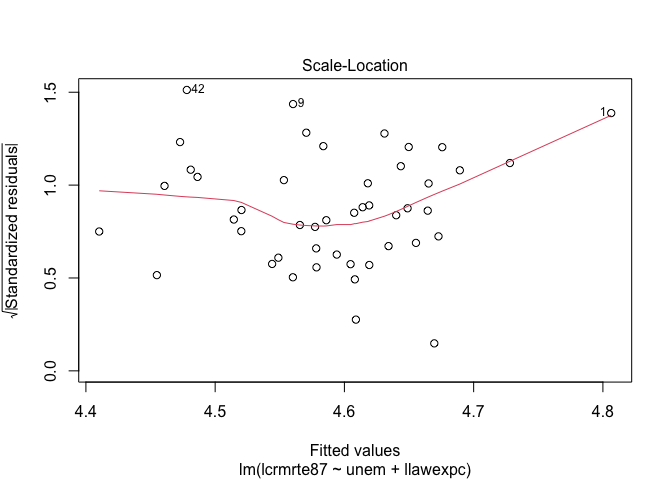 Scale-Location
√|Standardized residuals|
1.5
1.0
0.5
0.0
42
9
1
4.4 4.5 4.6 4.7 4.8
Fitted values
lm(lcrmrte87 ~ unem + llawexpc)